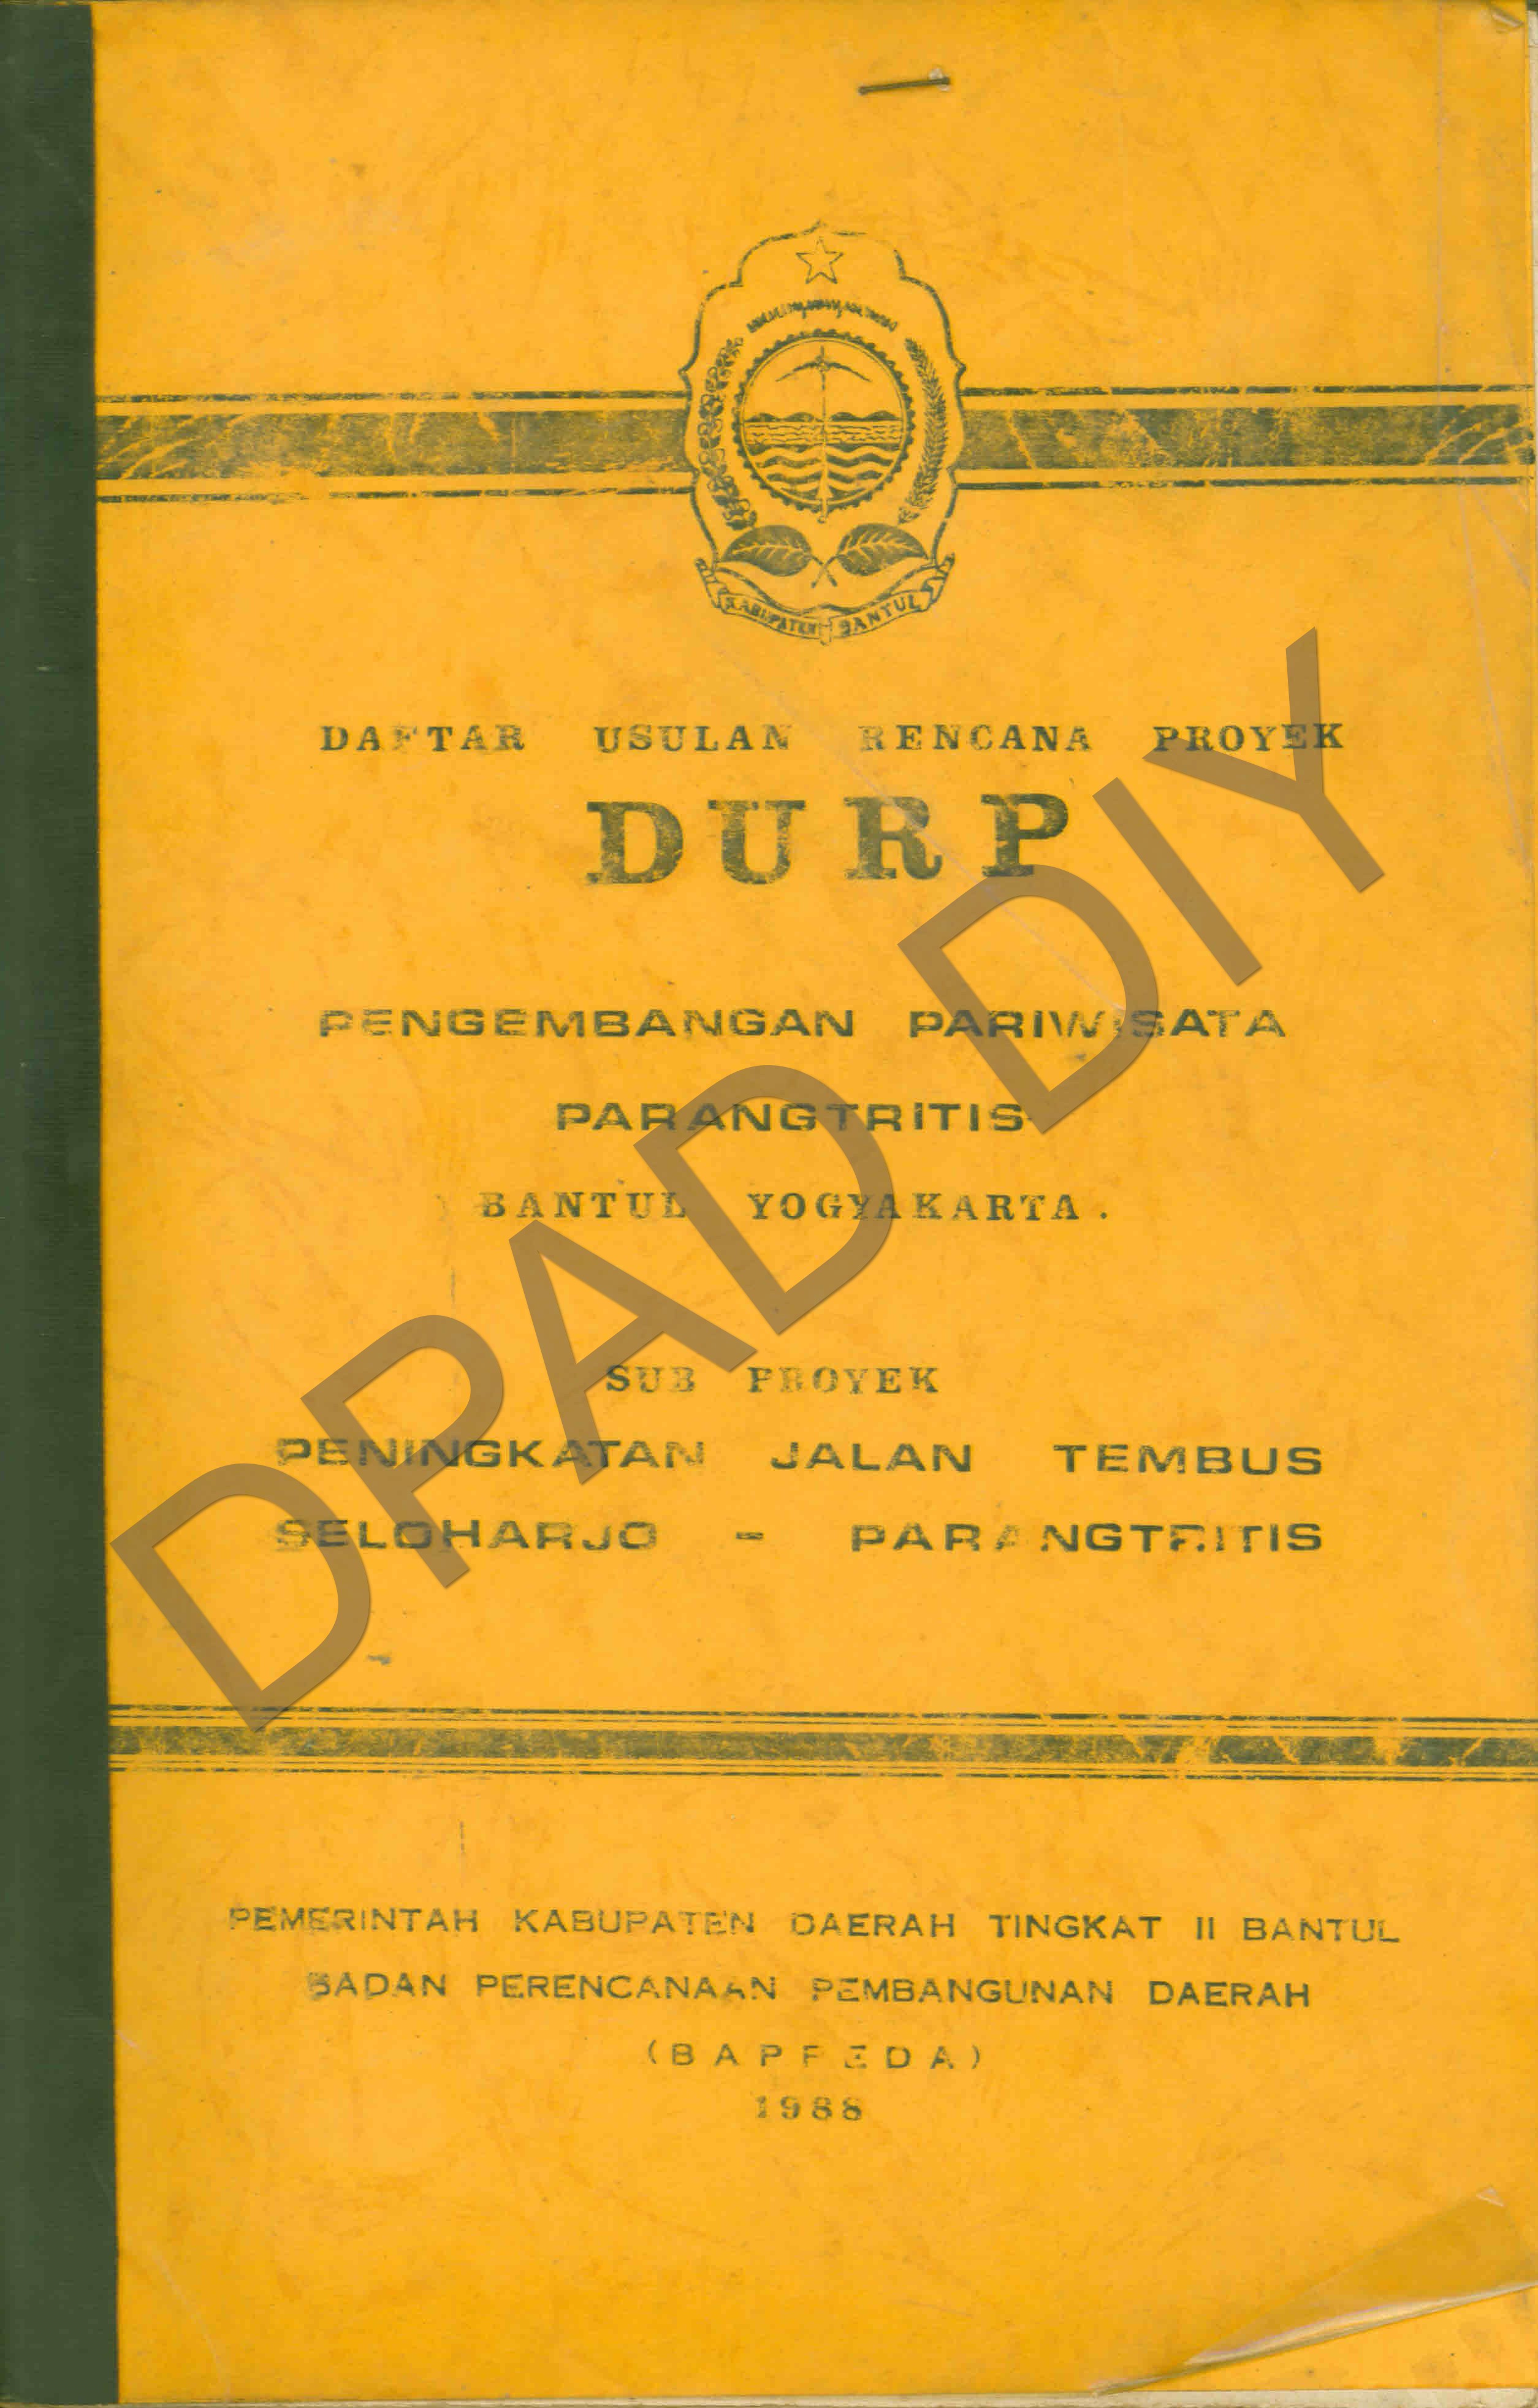 KABUPATEN BANTUL
DAFTAR USULAN RENCANA PROYEK
DURP
PENGEMBANGAN PARIWISATA
PARANGTRITIS
BANTUL YOGYAKARTA.
SUB PROYEK
PENINGKATAN JALAN TEMBUS
SELOHARJO - PARANGTRITIS
PEMERINTAH KABUPATEN DAERAH TINGKAT II BANTUL
BADAN PERENCANAAN PEMBANGUNAN DAERAH
(BAPPEDA)
1988
DPAD DIY